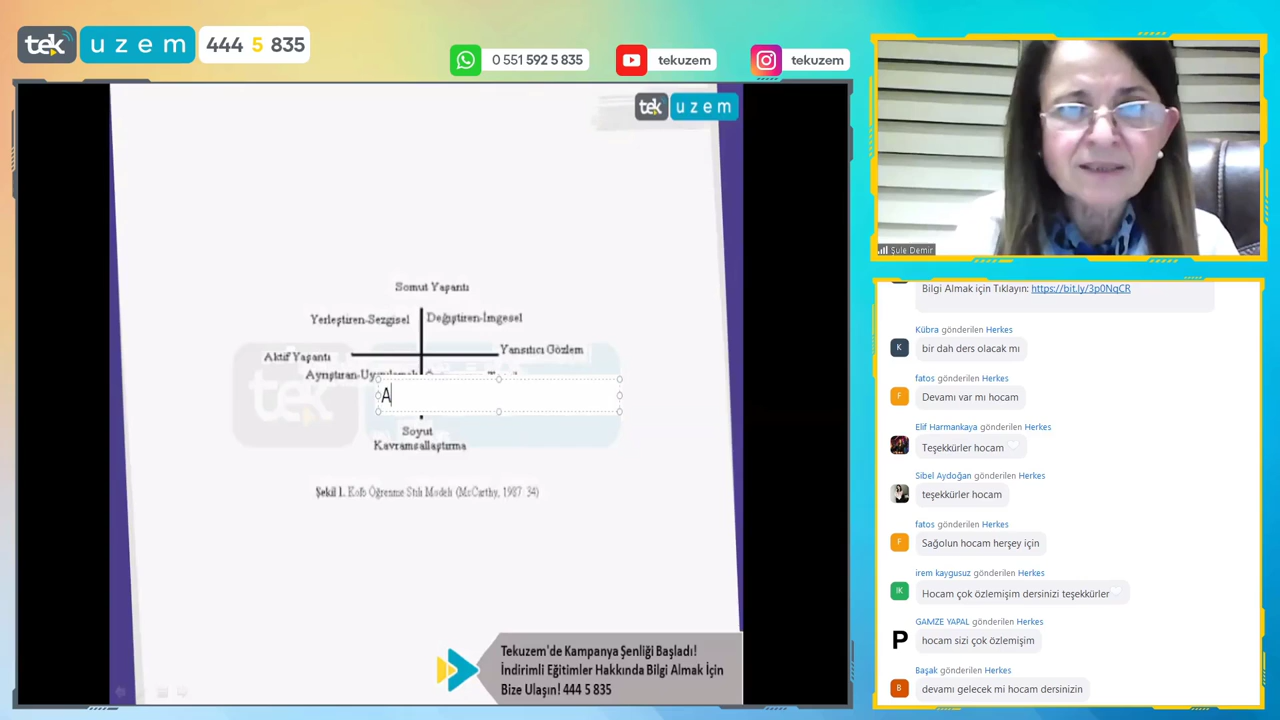 tek
uzem
444 5 835
0 551 592 5 835
tekuzem
tekuzem
tek
uzem
Somut Yaşantı
Yerleştiren-Sezgisel
Değiştiren-İmgesel
Aktif Yaşantı
Yansıtıcı Gözlem
Ayrıştıran-Uygulamalı
A
tek
Soyut
Kavramsallaştırma
Şekil 1. Kolb Öğrenme Stili Modeli (McCarthy, 1987: 34)
Tekuzem'de Kampanya Şenliği Başladı!
İndirimli Eğitimler Hakkında Bilgi Almak İçin
Bize Ulaşın! 444 5 835
Şule Demir
Bilgi Almak için Tıklayın: https://bit.ly/3p0NqCR
Kübra gönderilen Herkes
K
bir dah ders olacak mı
fatos gönderilen Herkes
F
Devamı var mı hocam
Elif Harmankaya gönderilen Herkes
Teşekkürler hocam
Sibel Aydoğan gönderilen Herkes
teşekkürler hocam
fatos gönderilen Herkes
F
Sağolun hocam herşey için
irem kaygusuz gönderilen Herkes
IK
Hocam çok özlemişim dersinizi teşekkürler
GAMZE YAPAL gönderilen Herkes
P
hocam sizi çok özlemişim
Başak gönderilen Herkes
B
devamı gelecek mi hocam dersinizin